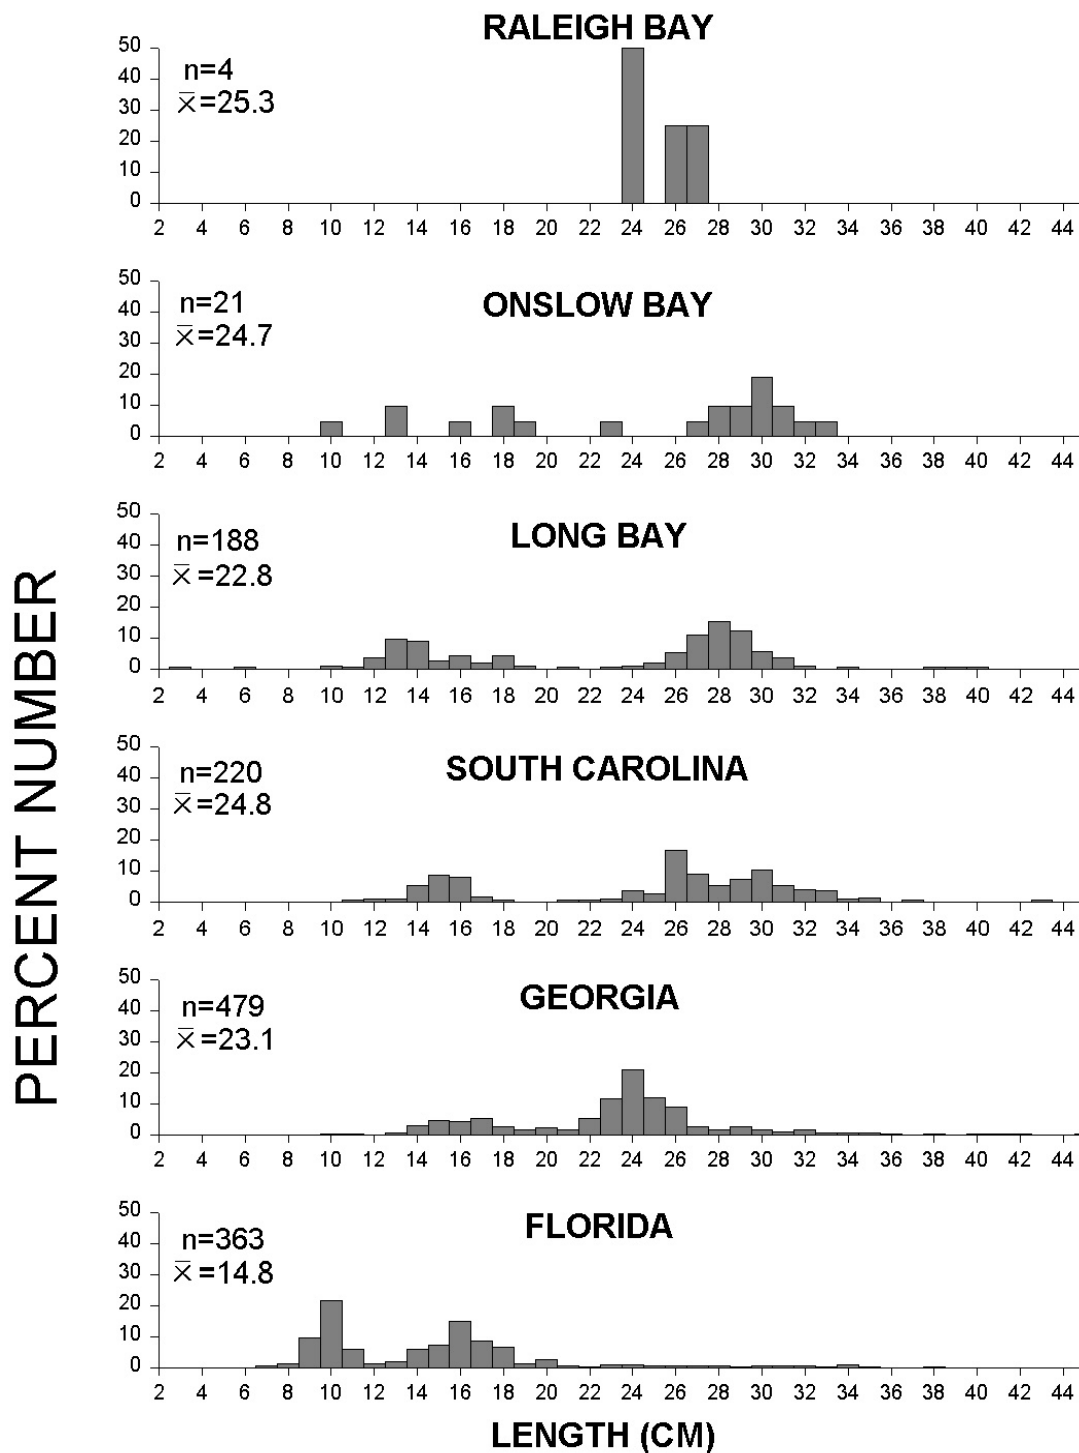 RALEIGH BAY
50
n=4
40
x̄=25.3
30
20
10
0
2 4 6 8 10 12 14 16 18 20 22 24 26 28 30 32 34 36 38 40 42 44
50
n=21
ONSLOW BAY
40
x̄=24.7
30
20
10
0
2 4 6 8 10 12 14 16 18 20 22 24 26 28 30 32 34 36 38 40 42 44
50
n=188
LONG BAY
40
x̄=22.8
30
20
10
0
2 4 6 8 10 12 14 16 18 20 22 24 26 28 30 32 34 36 38 40 42 44
50
n=220
SOUTH CAROLINA
40
x̄=24.8
30
20
10
0
2 4 6 8 10 12 14 16 18 20 22 24 26 28 30 32 34 36 38 40 42 44
50
n=479
GEORGIA
40
x̄=23.1
30
20
10
0
2 4 6 8 10 12 14 16 18 20 22 24 26 28 30 32 34 36 38 40 42 44
50
n=363
FLORIDA
40
x̄=14.8
30
20
10
0
2 4 6 8 10 12 14 16 18 20 22 24 26 28 30 32 34 36 38 40 42 44
LENGTH (CM)
PERCENT NUMBER